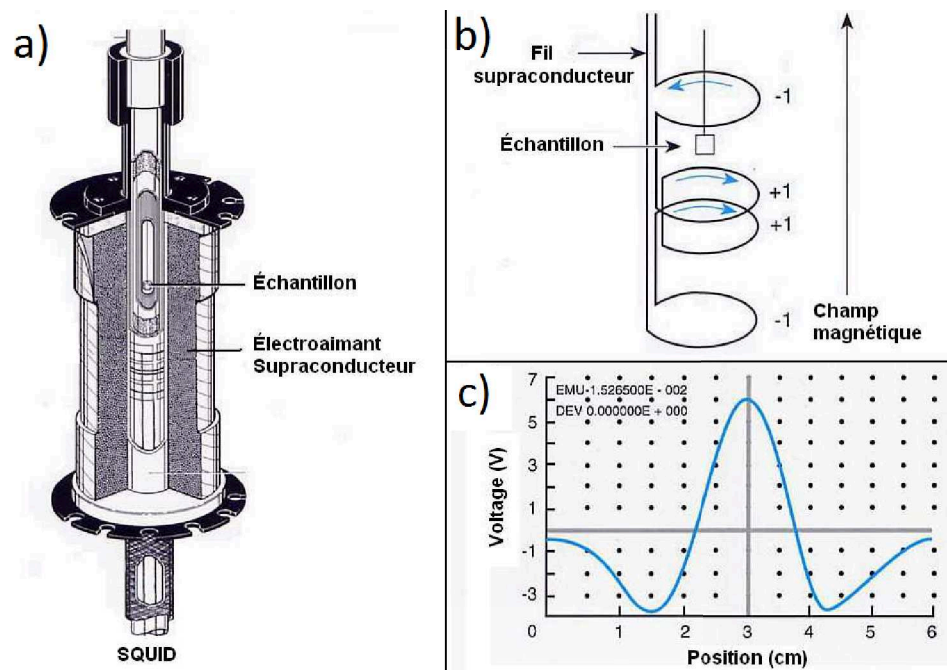 a)
Échantillon
Électroaimant
Supraconducteur
SQUID
b)
Fil
supraconducteur
-1
Échantillon
+1
+1
-1
Champ
magnétique
c)
EMU-1.526500E - 002
DEV 0.000000E + 000
Voltage (V)
7
5
3
1
-1
-3
0 1 2 3 4 5 6
Position (cm)